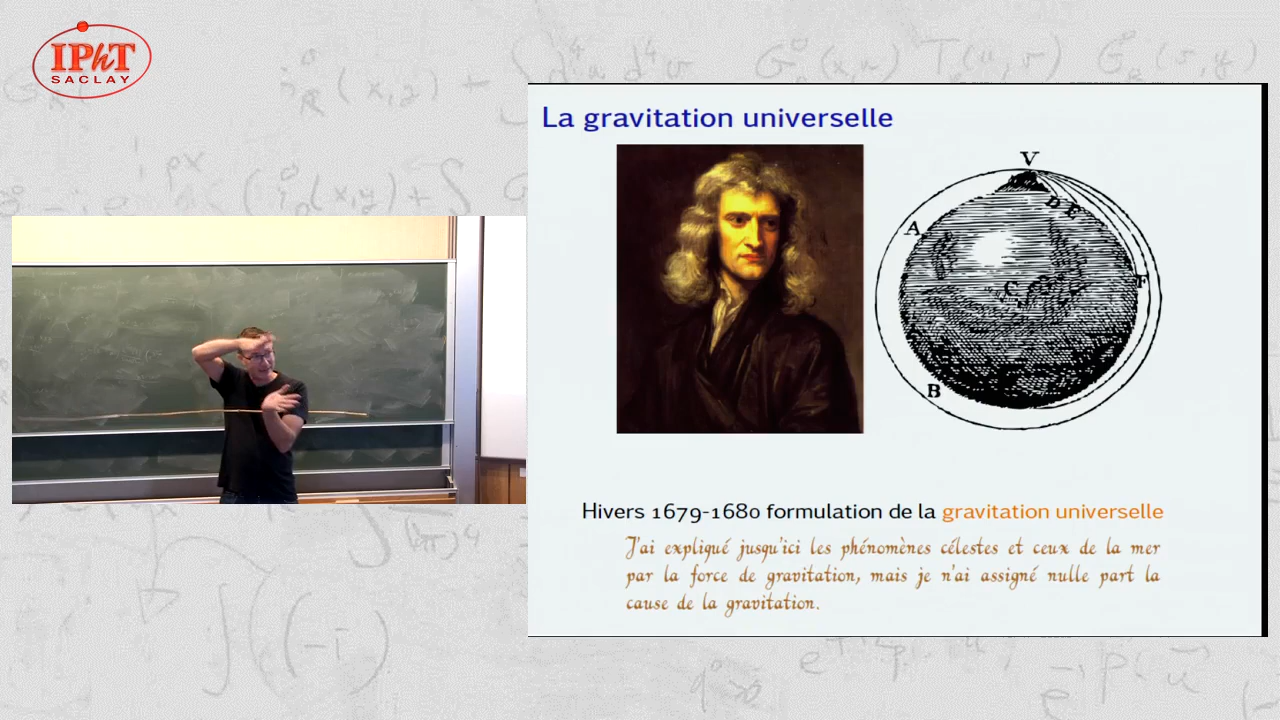 IPhT
SACLAY
La gravitation universelle
V
D E
A
F
C
B
Hivers 1679-1680 formulation de la gravitation universelle
J'ai expliqué jusqu'ici les phénomènes célestes et ceux de la mer
par la force de gravitation, mais je n'ai assigné nulle part la
cause de la gravitation.